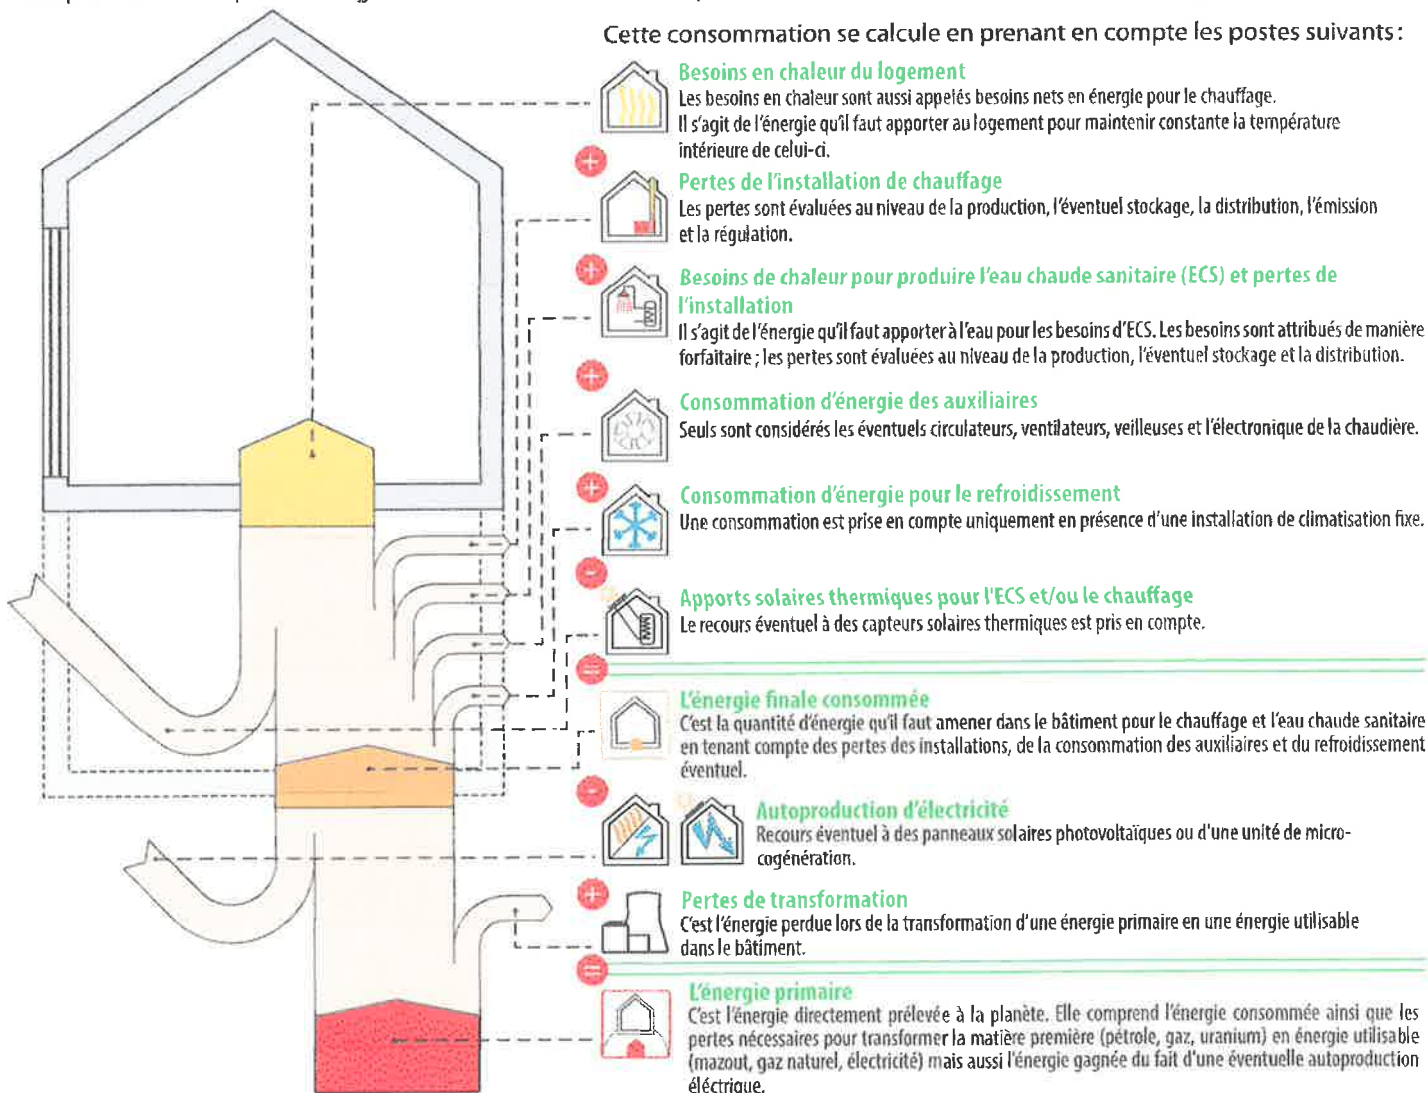 Cette consommation se calcule en prenant en compte les postes suivants :
Besoins en chaleur du logement
Les besoins en chaleur sont aussi appelés besoins nets en énergie pour le chauffage.
Il s'agit de l'énergie qu'il faut apporter au logement pour maintenir constante la température
intérieure de celui-ci.
+
Pertes de l'installation de chauffage
Les pertes sont évaluées au niveau de la production, l'éventuel stockage, la distribution, l'émission
et la régulation.
+
Besoins de chaleur pour produire l'eau chaude sanitaire (ECS) et pertes de
l'installation
Il s'agit de l'énergie qu'il faut apporter à l'eau pour les besoins d'ECS. Les besoins sont attribués de manière
forfaitaire ; les pertes sont évaluées au niveau de la production, l'éventuel stockage et la distribution.
+
Consommation d'énergie des auxiliaires
Seuls sont considérés les éventuels circulateurs, ventilateurs, veilleuses et l'électronique de la chaudière.
+
Consommation d'énergie pour le refroidissement
Une consommation est prise en compte uniquement en présence d'une installation de climatisation fixe.
-
Apports solaires thermiques pour l'ECS et/ou le chauffage
Le recours éventuel à des capteurs solaires thermiques est pris en compte.
=
L'énergie finale consommée
C'est la quantité d'énergie qu'il faut amener dans le bâtiment pour le chauffage et l'eau chaude sanitaire
en tenant compte des pertes des installations, de la consommation des auxiliaires et du refroidissement
éventuel.
-
Autoproduction d'électricité
Recours éventuel à des panneaux solaires photovoltaïques ou d'une unité de micro-
cogénération.
+
Pertes de transformation
C'est l'énergie perdue lors de la transformation d'une énergie primaire en une énergie utilisable
dans le bâtiment.
=
L'énergie primaire
C'est l'énergie directement prélevée à la planète. Elle comprend l'énergie consommée ainsi que les
pertes nécessaires pour transformer la matière première (pétrole, gaz, uranium) en énergie utilisable
(mazout, gaz naturel, électricité) mais aussi l'énergie gagnée du fait d'une éventuelle autoproduction
éléctrique.